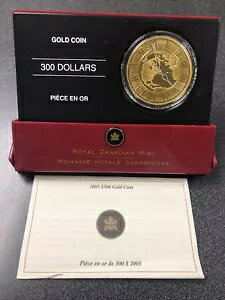 GOLD COIN
300 DOLLARS
PIÈCE EN OR
ROYAL CANADIAN MINT
MONNAIE ROYALE CANADIENNE
2005 $300 Gold Coin
Pièce en or de 300 $ 2005